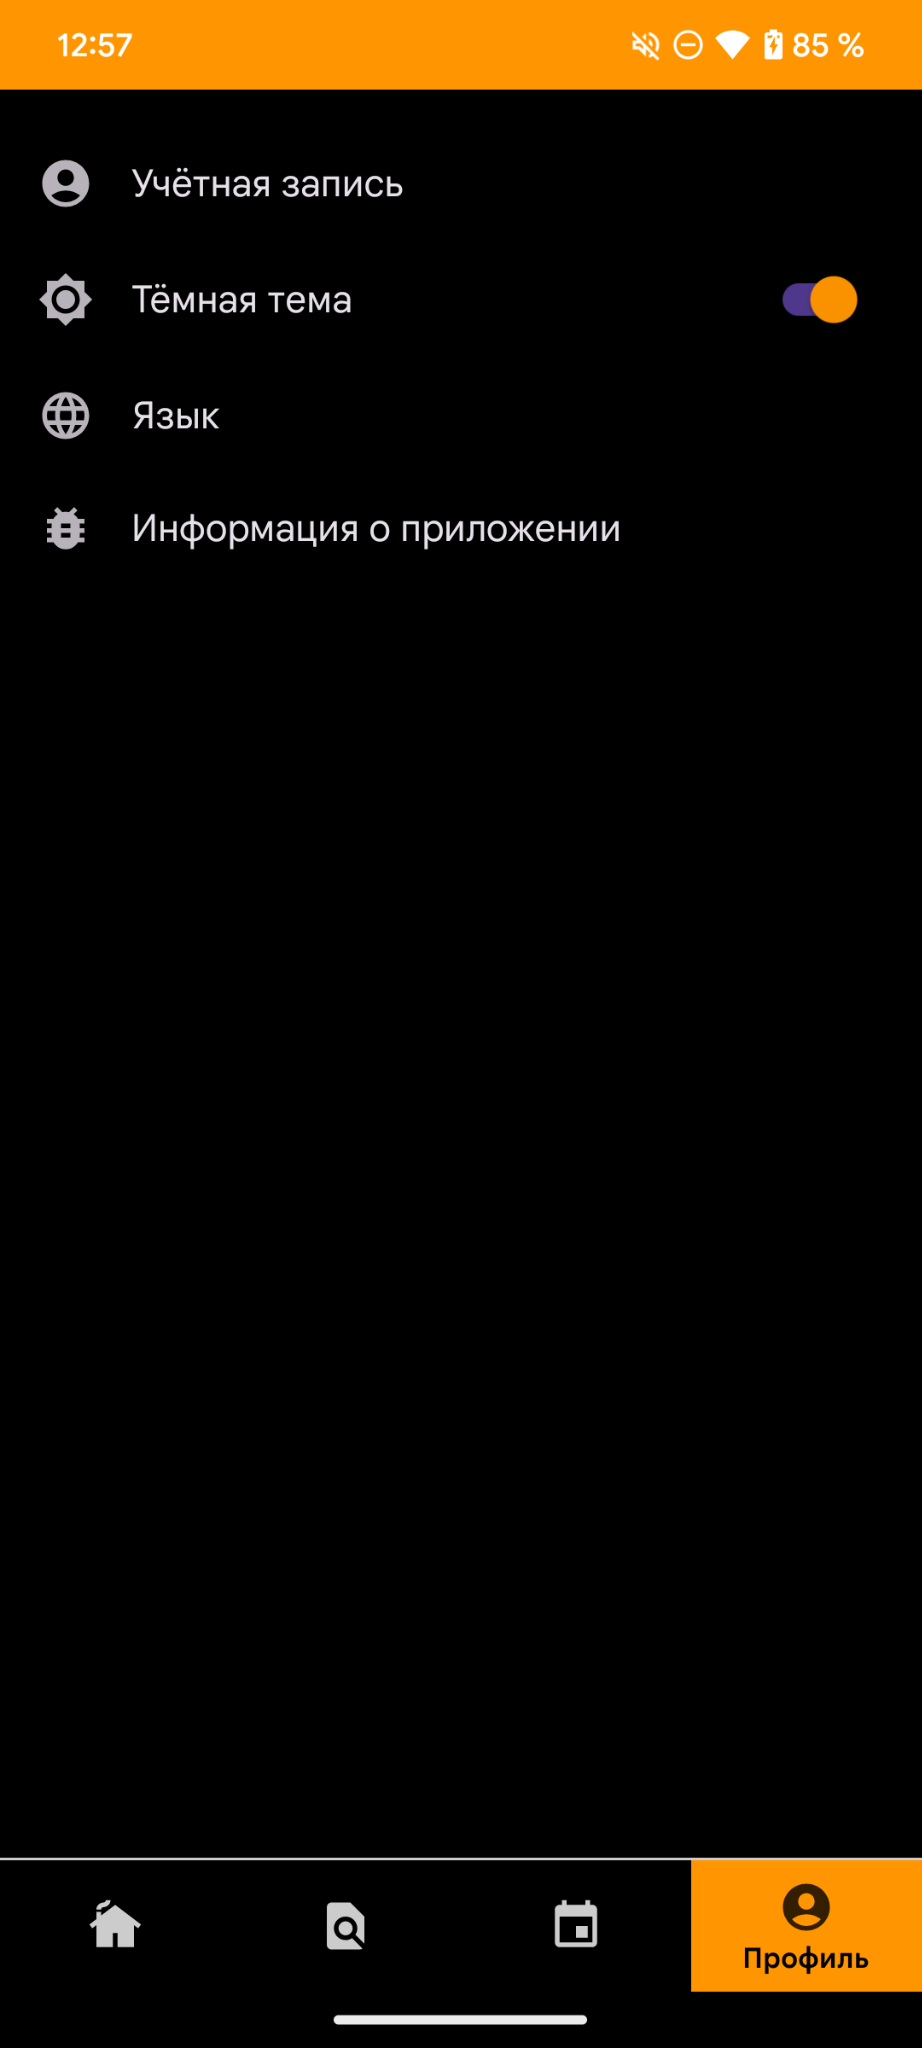 12:57
85 %
Учётная запись
Тёмная тема
Язык
Информация о приложении
Профиль